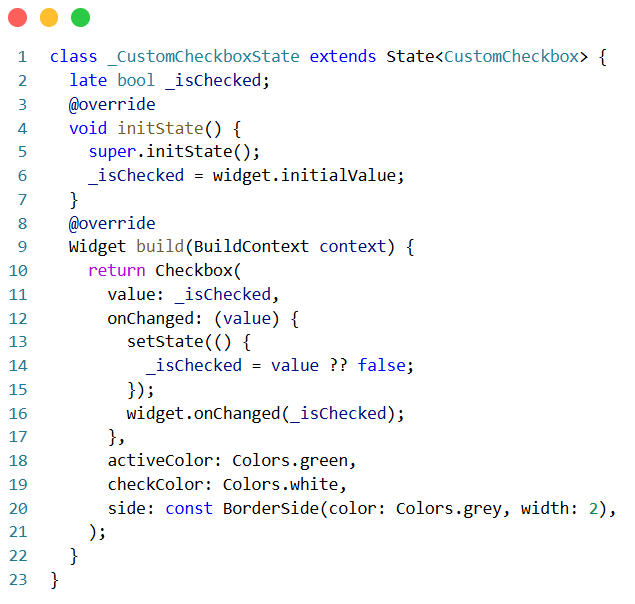 1 class _CustomCheckboxState extends State<CustomCheckbox> {
2   late bool _isChecked;
3   @override
4   void initState() {
5     super.initState();
6     _isChecked = widget.initialValue;
7   }
8   @override
9   Widget build(BuildContext context) {
10     return Checkbox(
11       value: _isChecked,
12       onChanged: (value) {
13         setState(() {
14           _isChecked = value ?? false;
15         });
16         widget.onChanged(_isChecked);
17       },
18       activeColor: Colors.green,
19       checkColor: Colors.white,
20       side: const BorderSide(color: Colors.grey, width: 2),
21     );
22   }
23 }